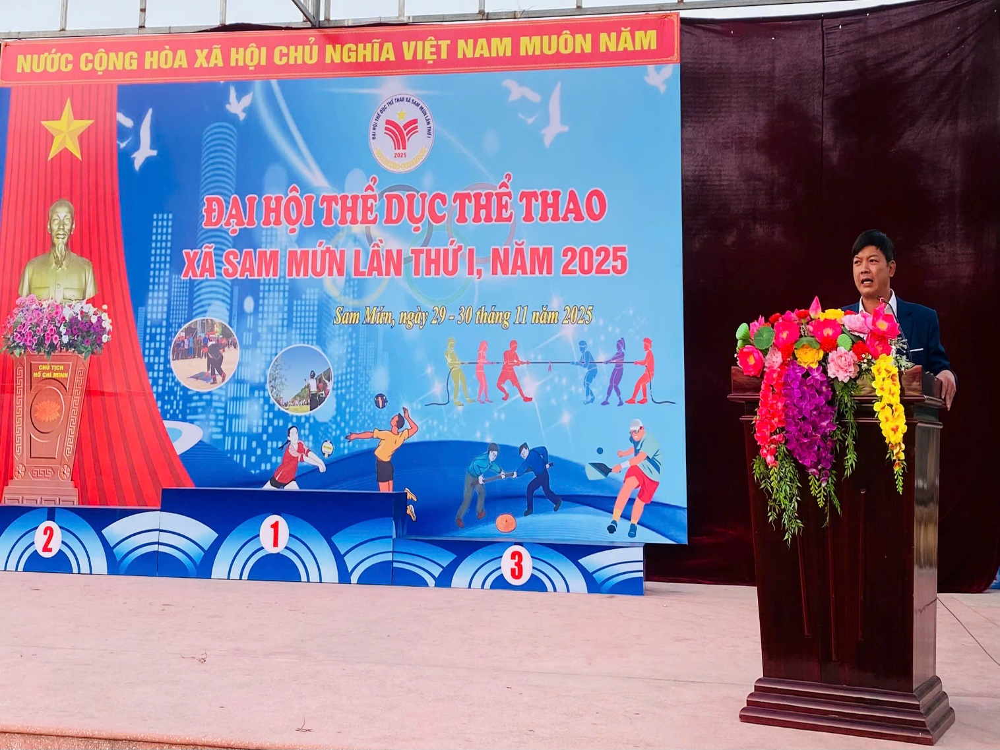 NƯỚC CỘNG HÒA XÃ HỘI CHỦ NGHĨA VIỆT NAM MUÔN NĂM
ĐẠI HỘI THỂ DỤC THỂ THAO XÃ SAM MỨN LẦN THỨ I
2025
ĐẠI HỘI THỂ DỤC THỂ THAO
XÃ SAM MỨN LẦN THỨ I, NĂM 2025
Sam Mứn, ngày 29 - 30 tháng 11 năm 2025
CHỦ TỊCH
HỒ CHÍ MINH
2
1
3